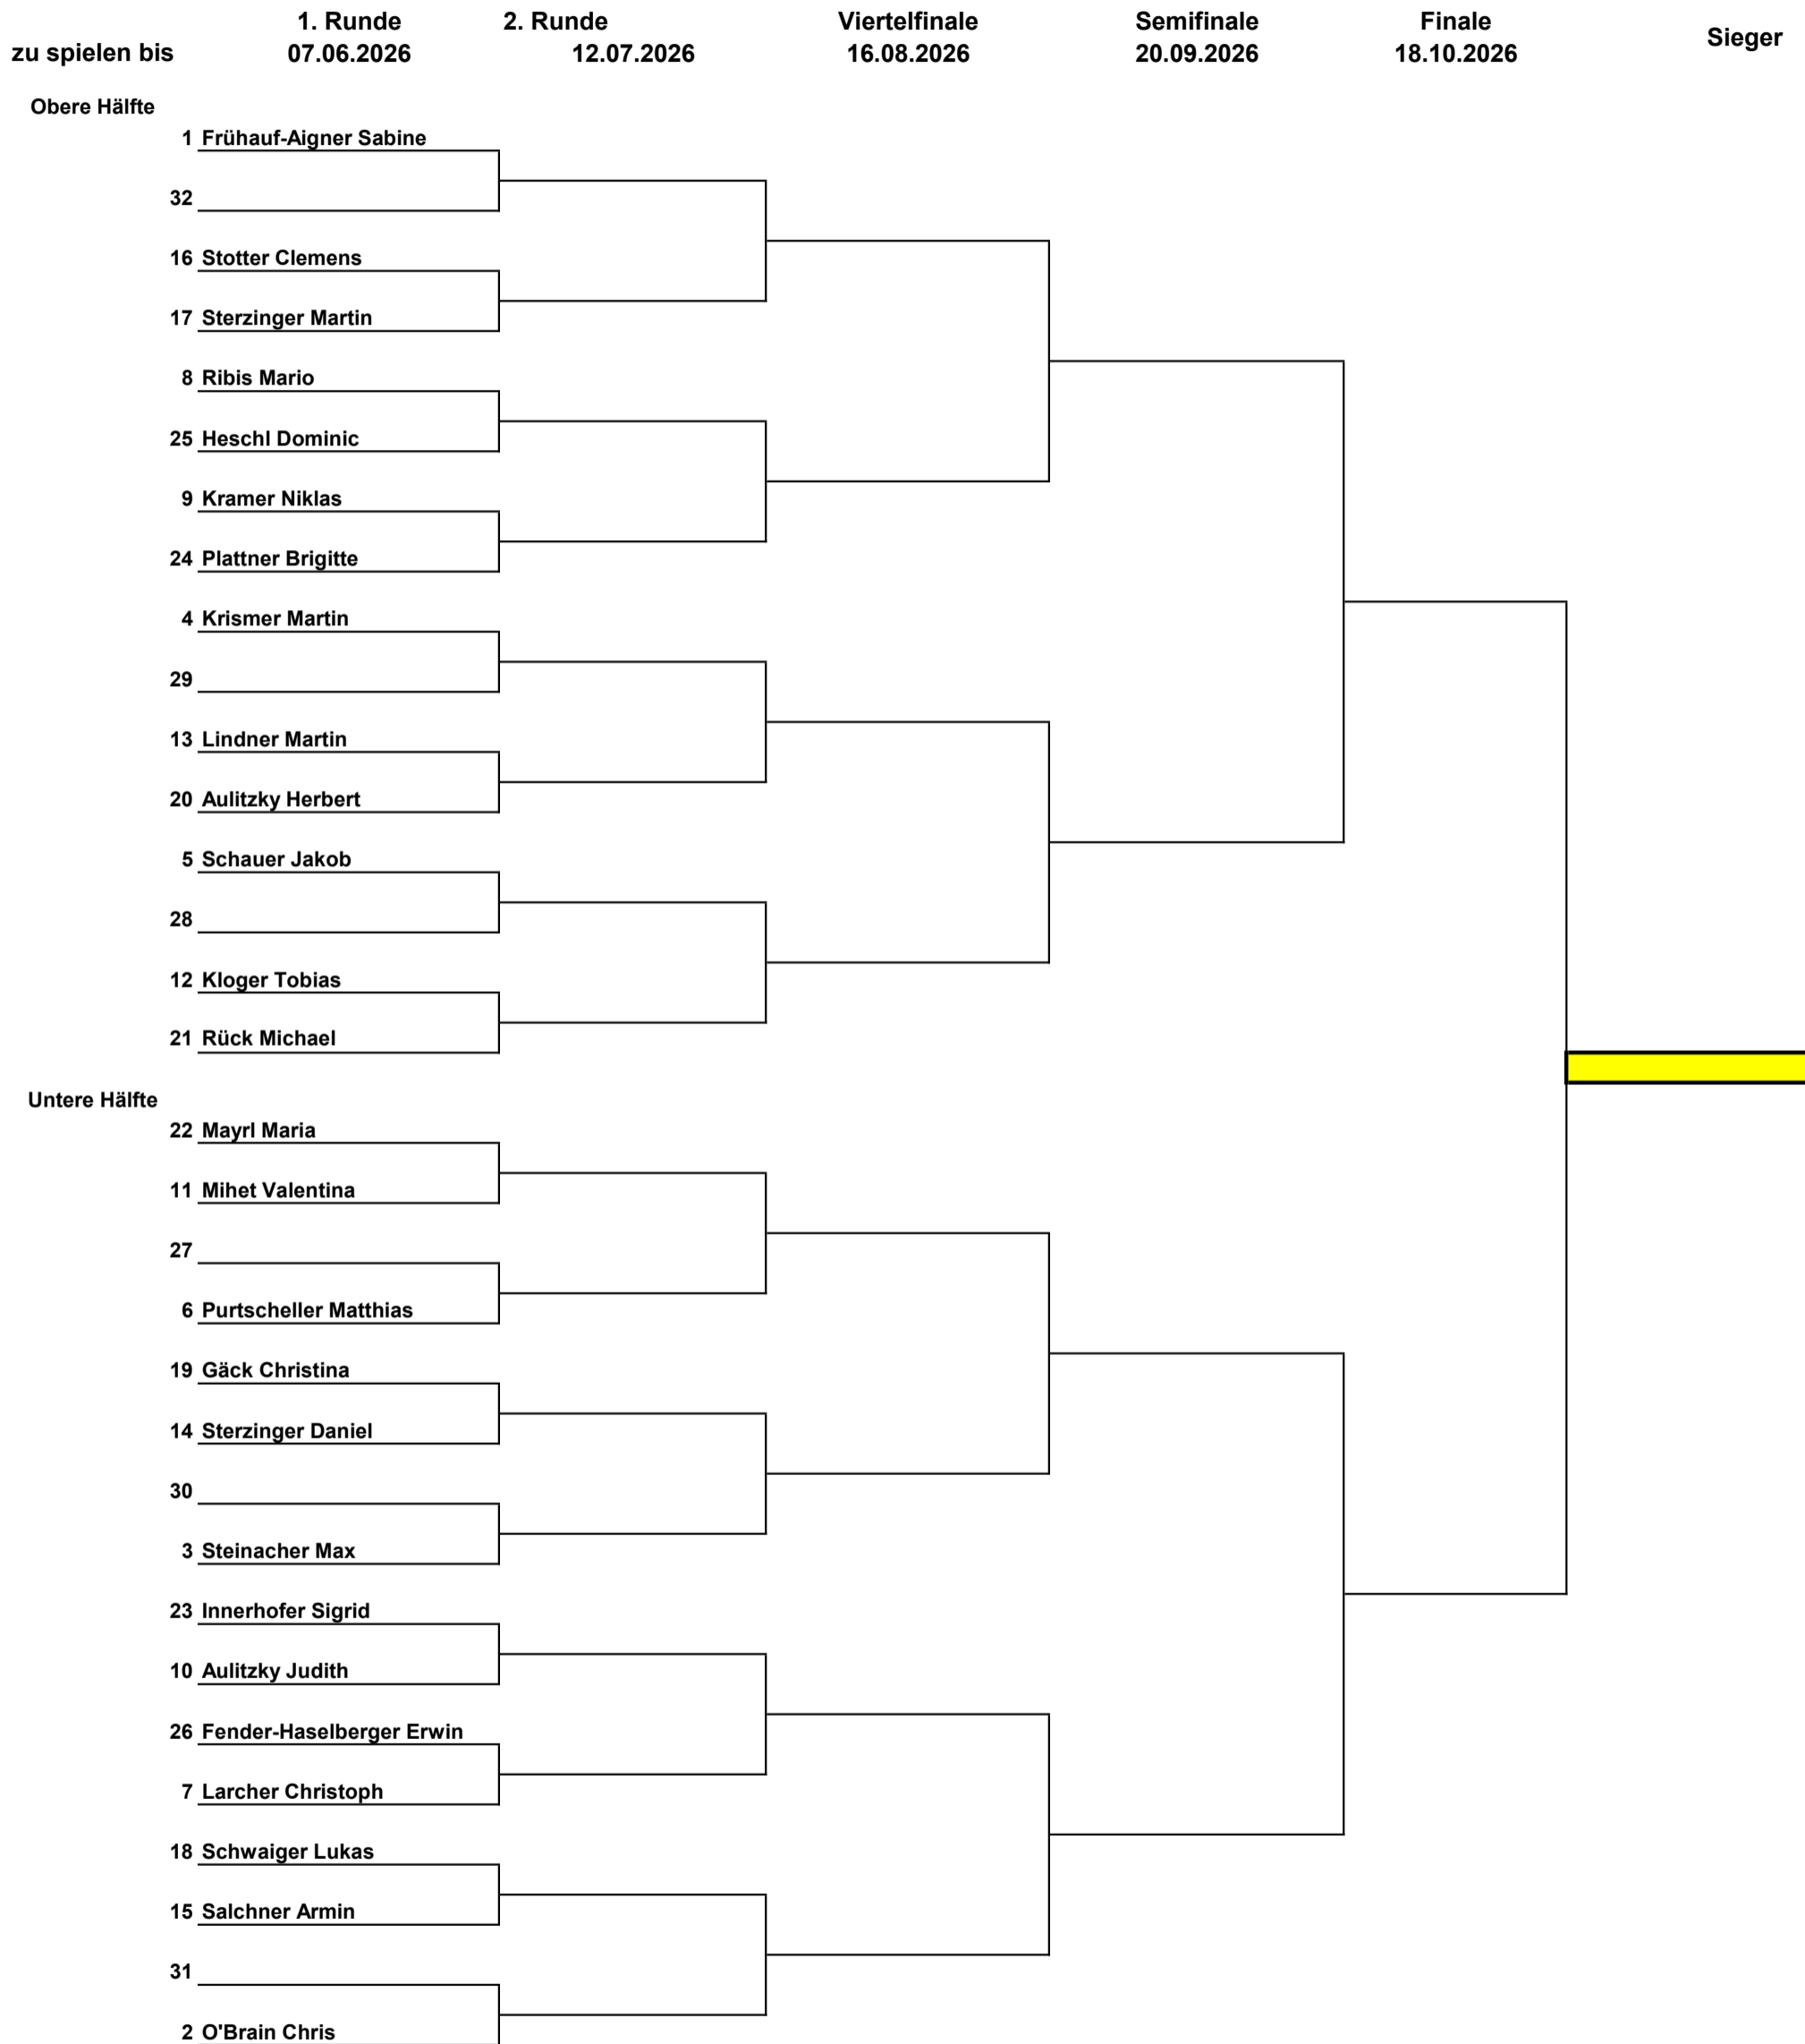 1. Runde 2. Runde Viertelfinale Semifinale Finale Sieger
zu spielen bis 07.06.2026 12.07.2026 16.08.2026 20.09.2026 18.10.2026
Obere Hälfte
1 Frühauf-Aigner Sabine
32
16 Stotter Clemens
17 Sterzinger Martin
8 Ribis Mario
25 Heschl Dominic
9 Kramer Niklas
24 Plattner Brigitte
4 Krismer Martin
29
13 Lindner Martin
20 Aulitzky Herbert
5 Schauer Jakob
28
12 Kloger Tobias
21 Rück Michael
Untere Hälfte
22 Mayrl Maria
11 Mihet Valentina
27
6 Purtscheller Matthias
19 Gäck Christina
14 Sterzinger Daniel
30
3 Steinacher Max
23 Innerhofer Sigrid
10 Aulitzky Judith
26 Fender-Haselberger Erwin
7 Larcher Christoph
18 Schwaiger Lukas
15 Salchner Armin
31
2 O'Brain Chris